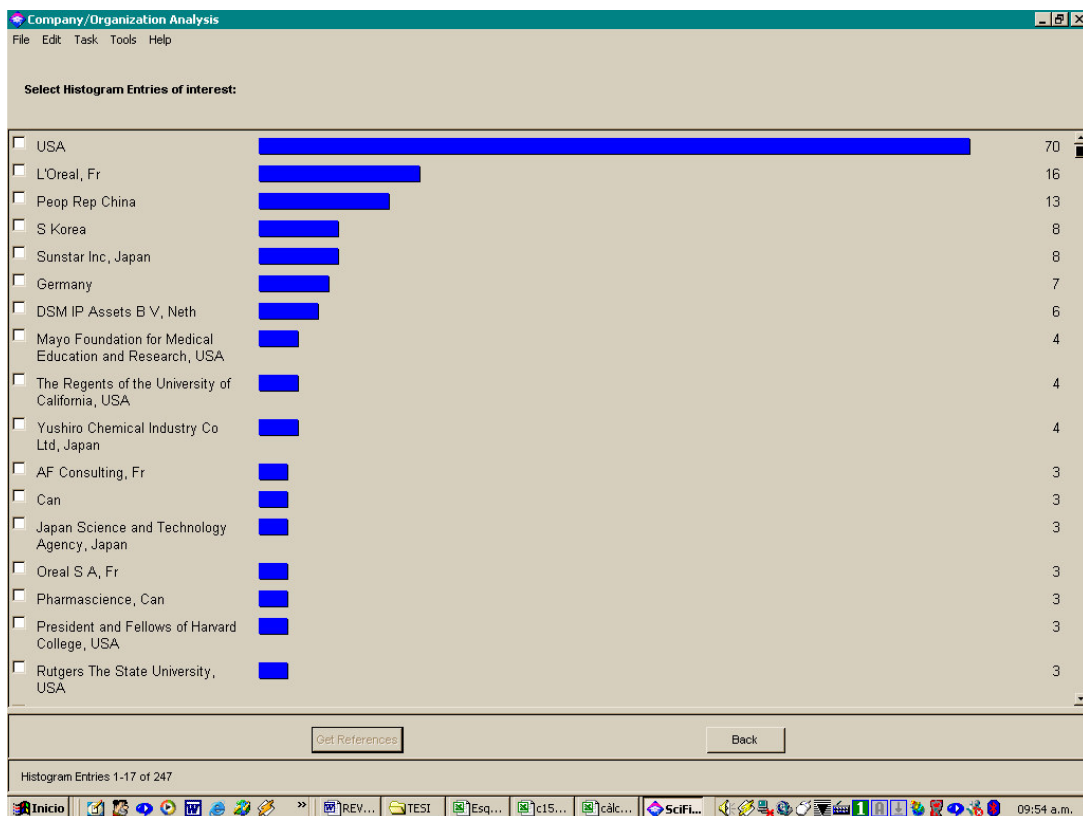 Company/Organization Analysis
File Edit Task Tools Help
Select Histogram Entries of interest:
USA 70
L'Oreal, Fr 16
Peop Rep China 13
S Korea 8
Sunstar Inc, Japan 8
Germany 7
DSM IP Assets B V, Neth 6
Mayo Foundation for Medical 4
Education and Research, USA
The Regents of the University of 4
California, USA
Yushiro Chemical Industry Co 4
Ltd, Japan
AF Consulting, Fr 3
Can 3
Japan Science and Technology 3
Agency, Japan
Oreal S A, Fr 3
Pharmascience, Can 3
President and Fellows of Harvard 3
College, USA
Rutgers The State University, 3
USA
Get References Back
Histogram Entries 1-17 of 247
Inicio » REV... TESI Esq... c15... càlc... SciFi... 09:54 a.m.